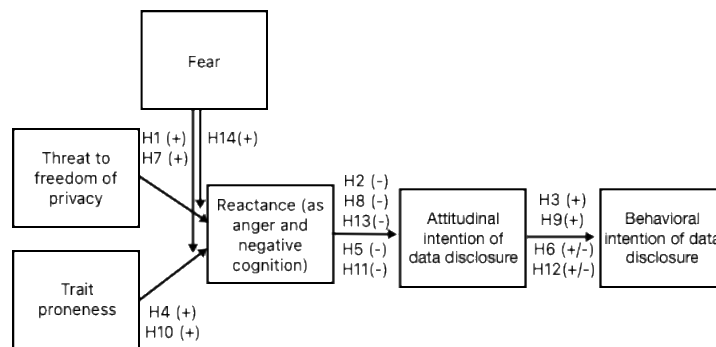 Fear
H1 (+)
H7 (+)
H14(+)
Threat to
freedom of
privacy
Reactance (as
anger and
negative
cognition)
H2 (-)
H8 (-)
H13(-)
H5 (-)
H11(-)
Attitudinal
intention of
data disclosure
H3 (+)
H9(+)
H6 (+/-)
H12(+/-)
Behavioral
intention of data
disclosure
Trait
proneness
H4 (+)
H10 (+)